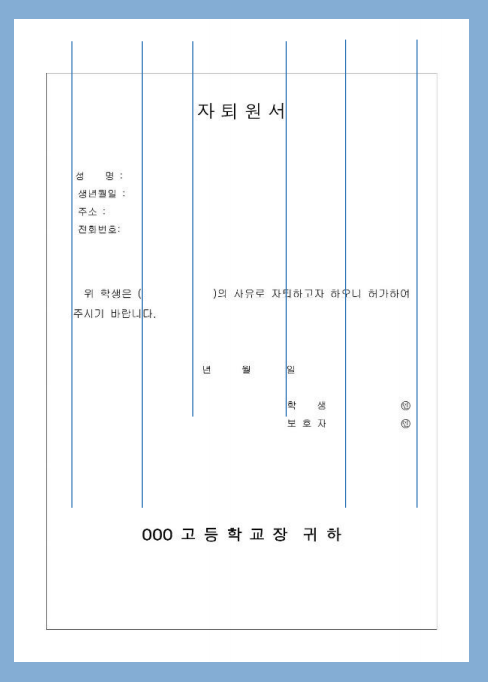 자 퇴 원 서
성 명 :
생년월일 :
주소 :
전화번호:
위 학생은 ( )의 사유로 자퇴하고자 하오니 허가하여
주시기 바랍니다.
년 월 일
학 생 ㊞
보 호 자 ㊞
OOO 고 등 학 교 장 귀 하